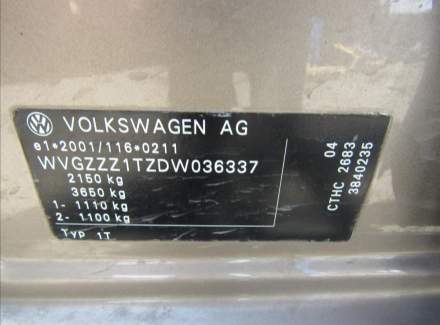 VOLKSWAGEN AG
e1*2001/116*0211
WVGZZZ1TZDW036337
2150 kg
3650 kg
1- 1110 kg
2- 1100 kg
Typ 1T
04
CTHC 2683
3840235